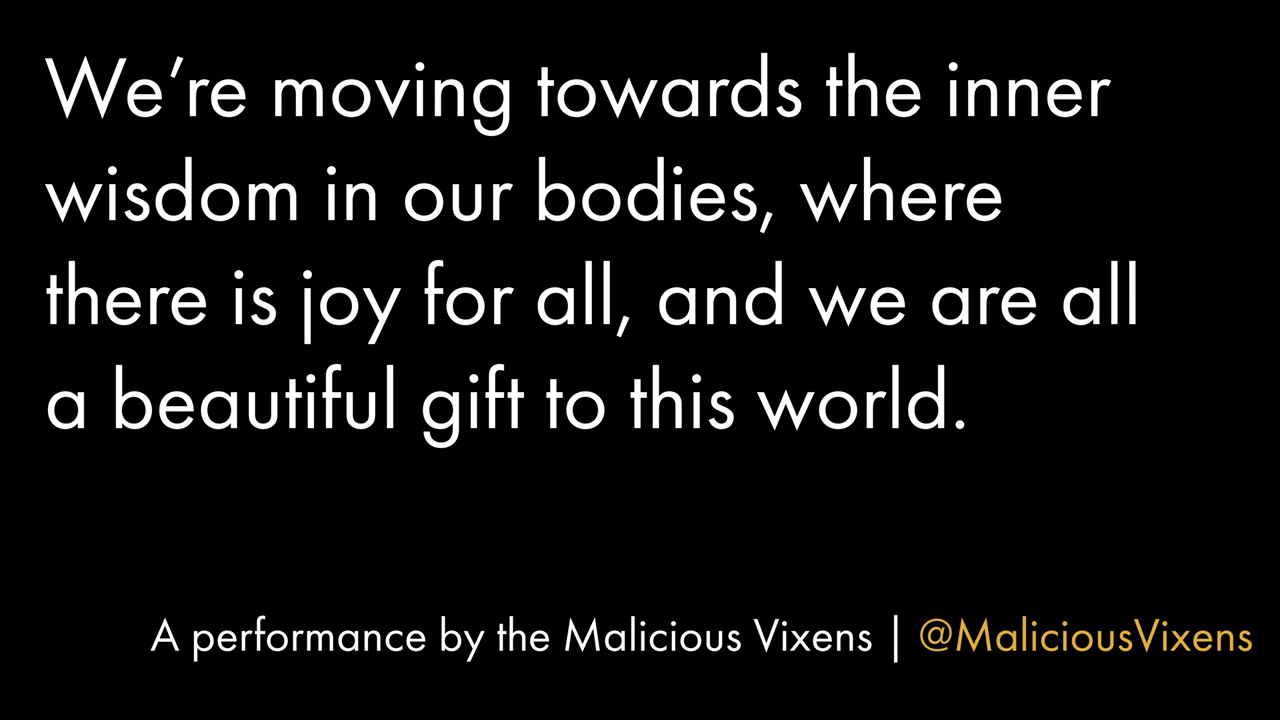 We’re moving towards the inner
wisdom in our bodies, where
there is joy for all, and we are all
a beautiful gift to this world.
A performance by the Malicious Vixens | @MaliciousVixens